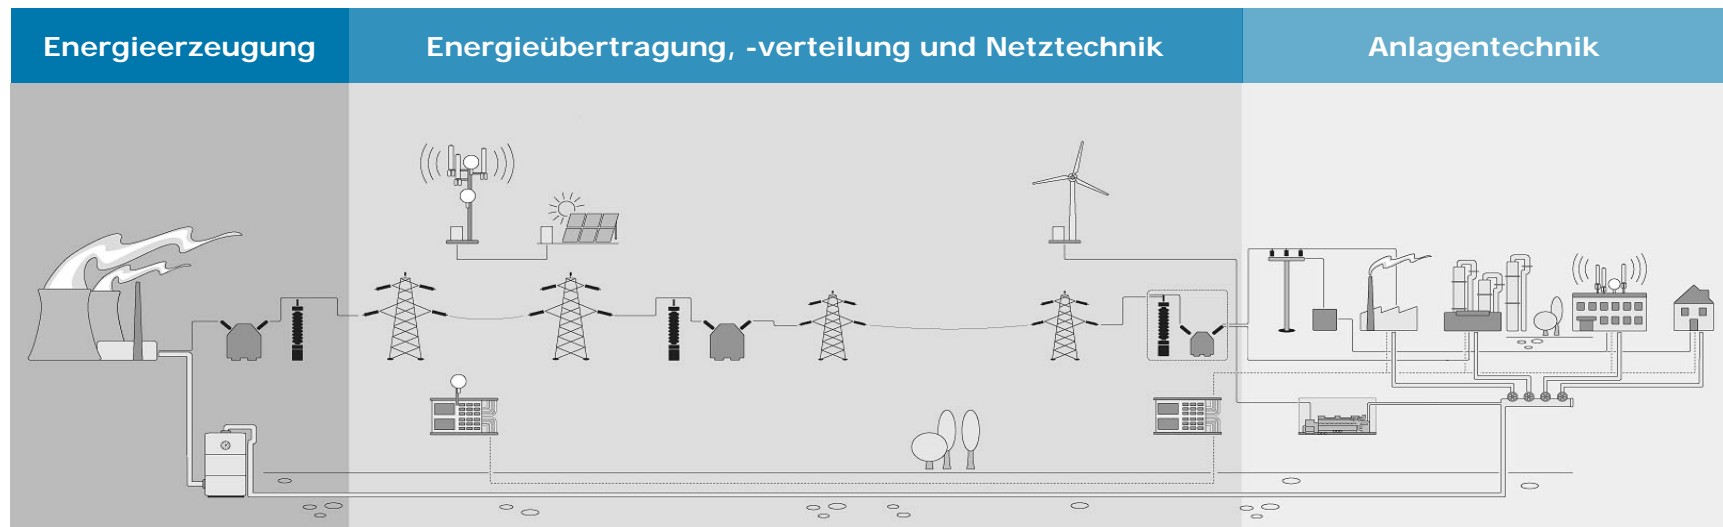 Energieerzeugung
Energieübertragung, -verteilung und Netztechnik
Anlagentechnik